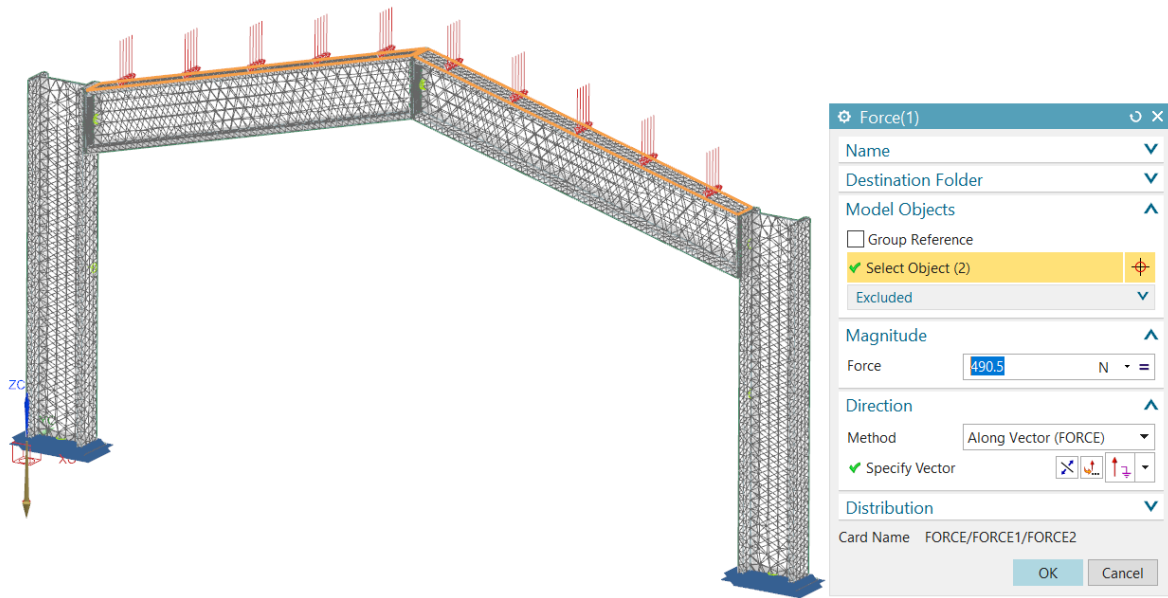 ZC
XC
Force(1)
Name
Destination Folder
Model Objects
Group Reference
Select Object (2)
Excluded
Magnitude
Force 490.5 N
Direction
Method Along Vector (FORCE)
Specify Vector
Distribution
Card Name FORCE/FORCE1/FORCE2
OK Cancel